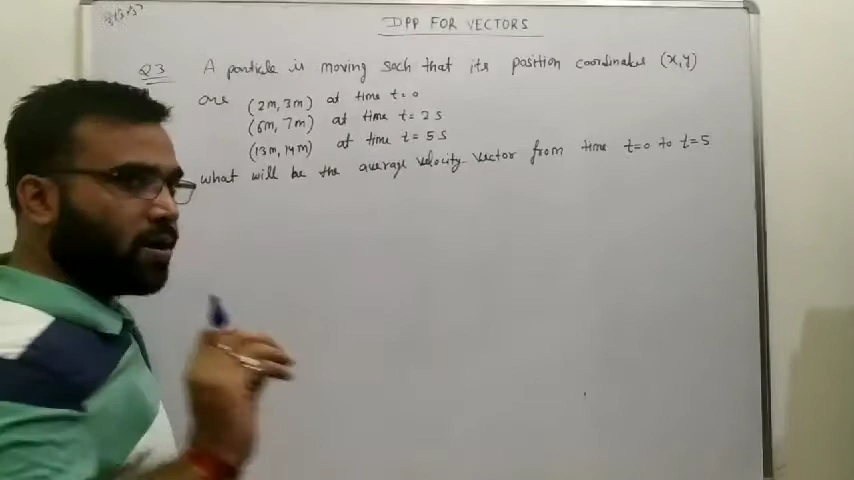 DPP FOR VECTORS
Q3 A particle is moving such that its position coordinates (x,y)
are (2m, 3m) at time t=0
(6m, 7m) at time t=2s
(13m, 14m) at time t=5s
what will be the average velocity vector from time t=0 to t=5